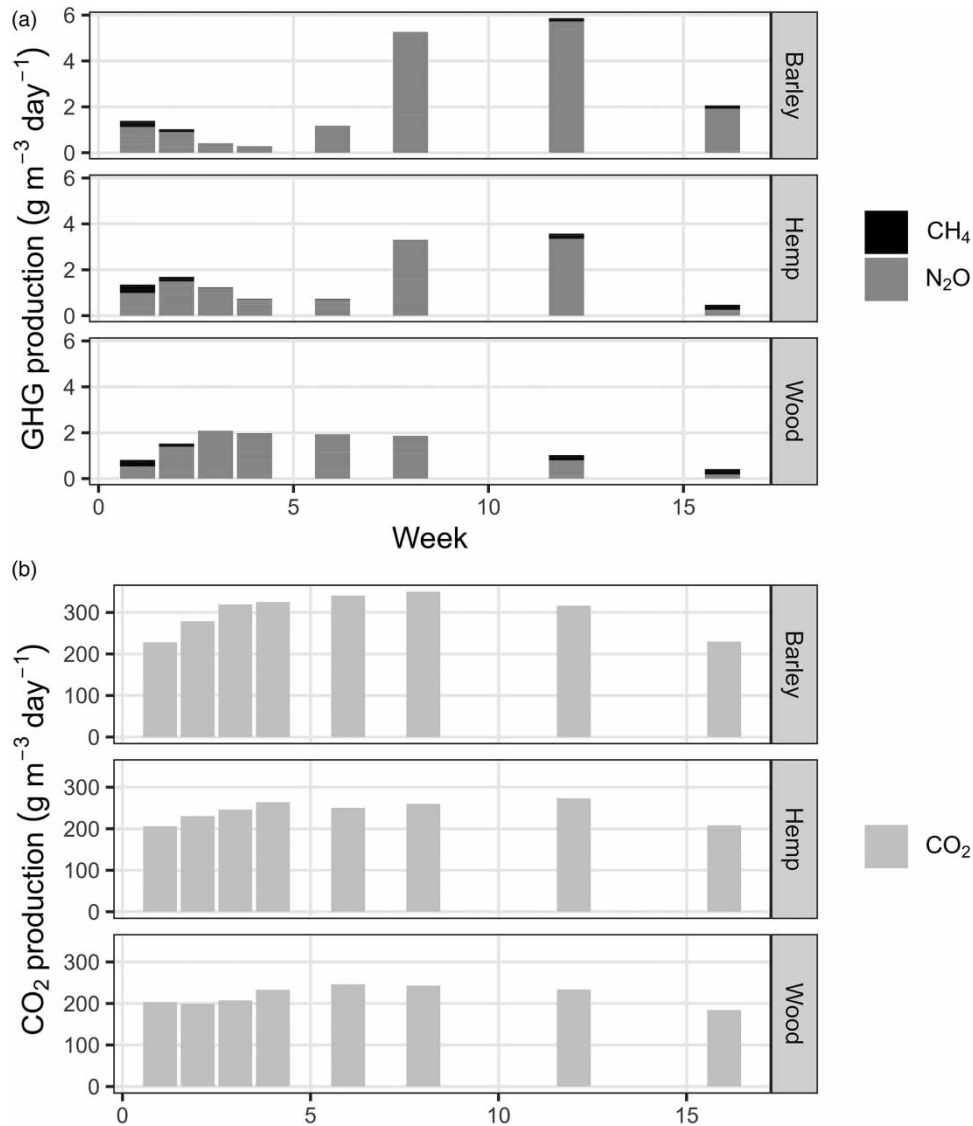 (a)
GHG production (g m⁻³ day⁻¹)
6
4
2
0
Barley
6
4
2
0
Hemp
6
4
2
0
Wood
0 5 10 15
Week
CH₄
N₂O
(b)
CO₂ production (g m⁻³ day⁻¹)
300
200
100
0
Barley
300
200
100
0
Hemp
300
200
100
0
Wood
0 5 10 15
CO₂